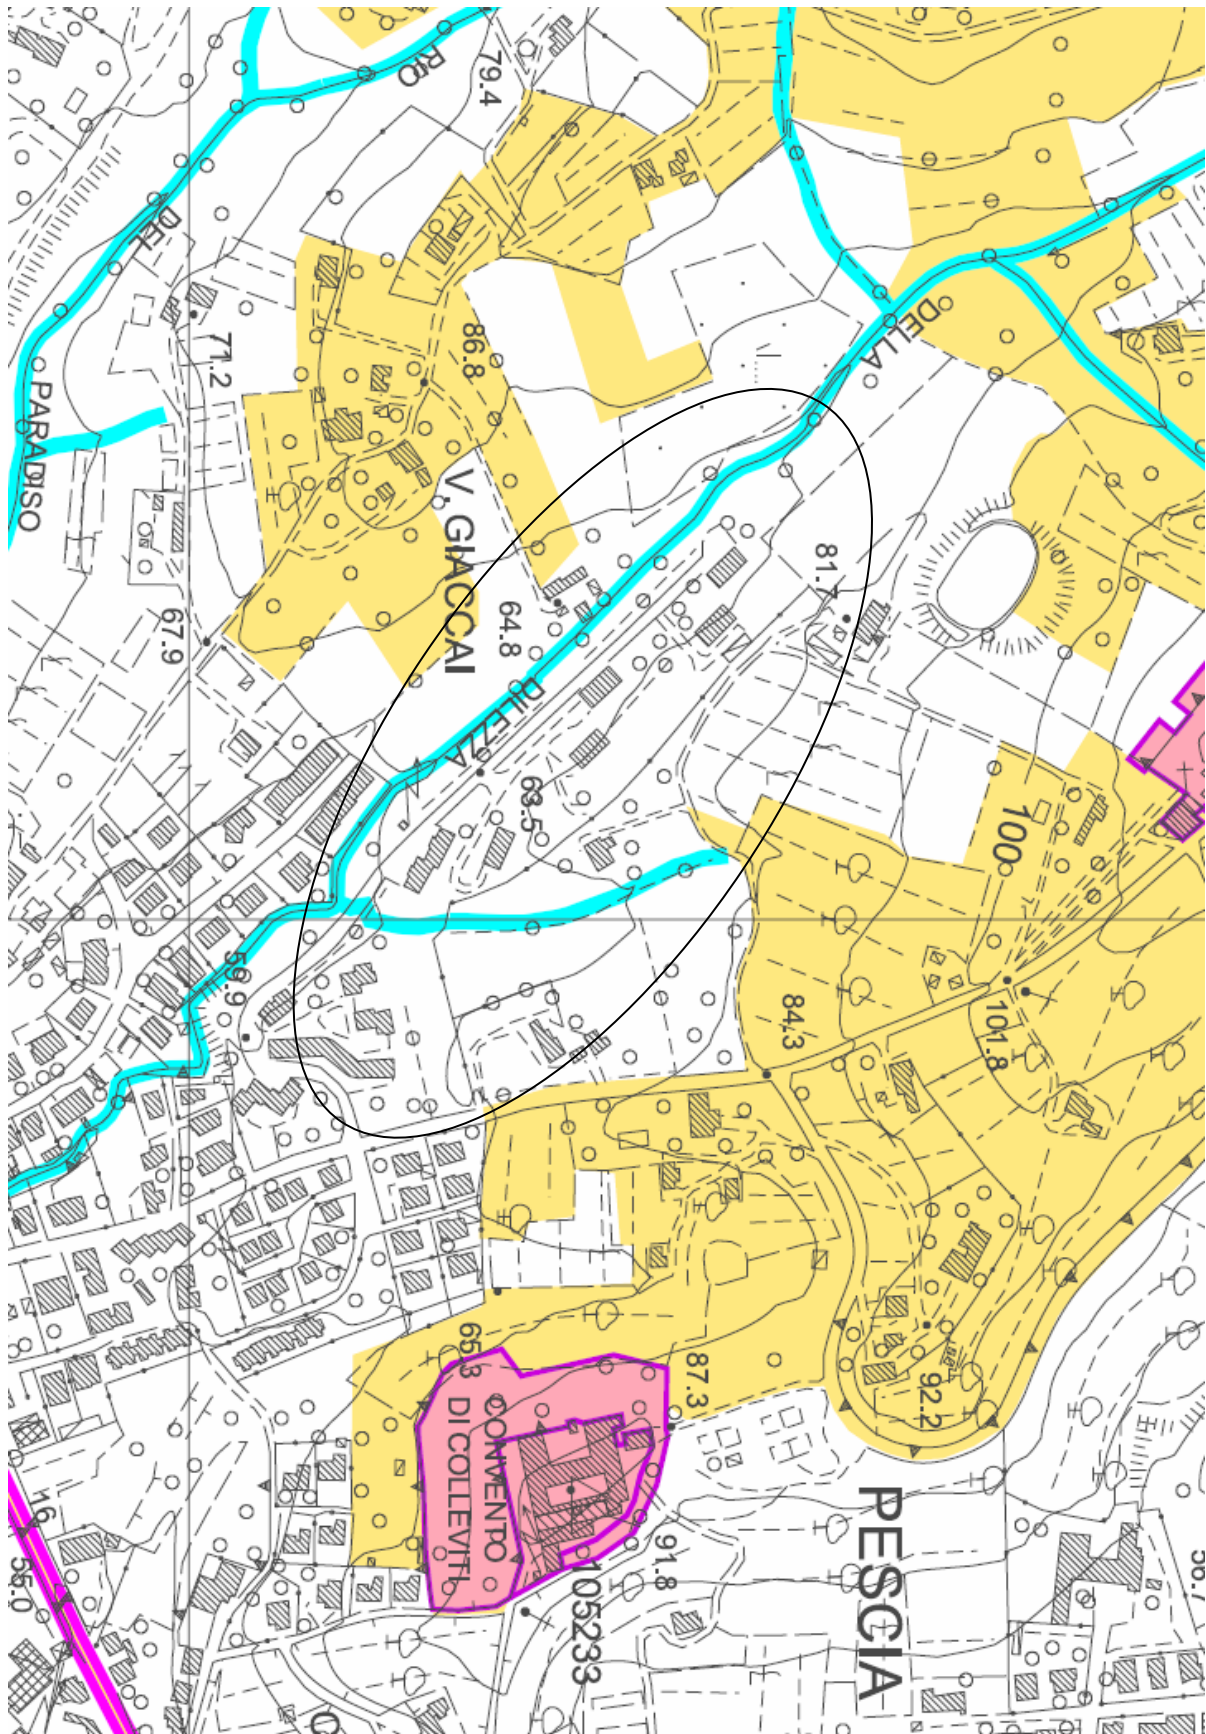 RIO
79.4
DEL
71.2
86.8
DELLA
PARADISO
V. GIACCAI
81.7
67.9
64.8
DILEZZA
63.5
100
59.9
84.3
101.8
65.3
87.3
92.2
CONVENTO
DI COLLEVITI
PESCIA
16
91.8
55.0
105233